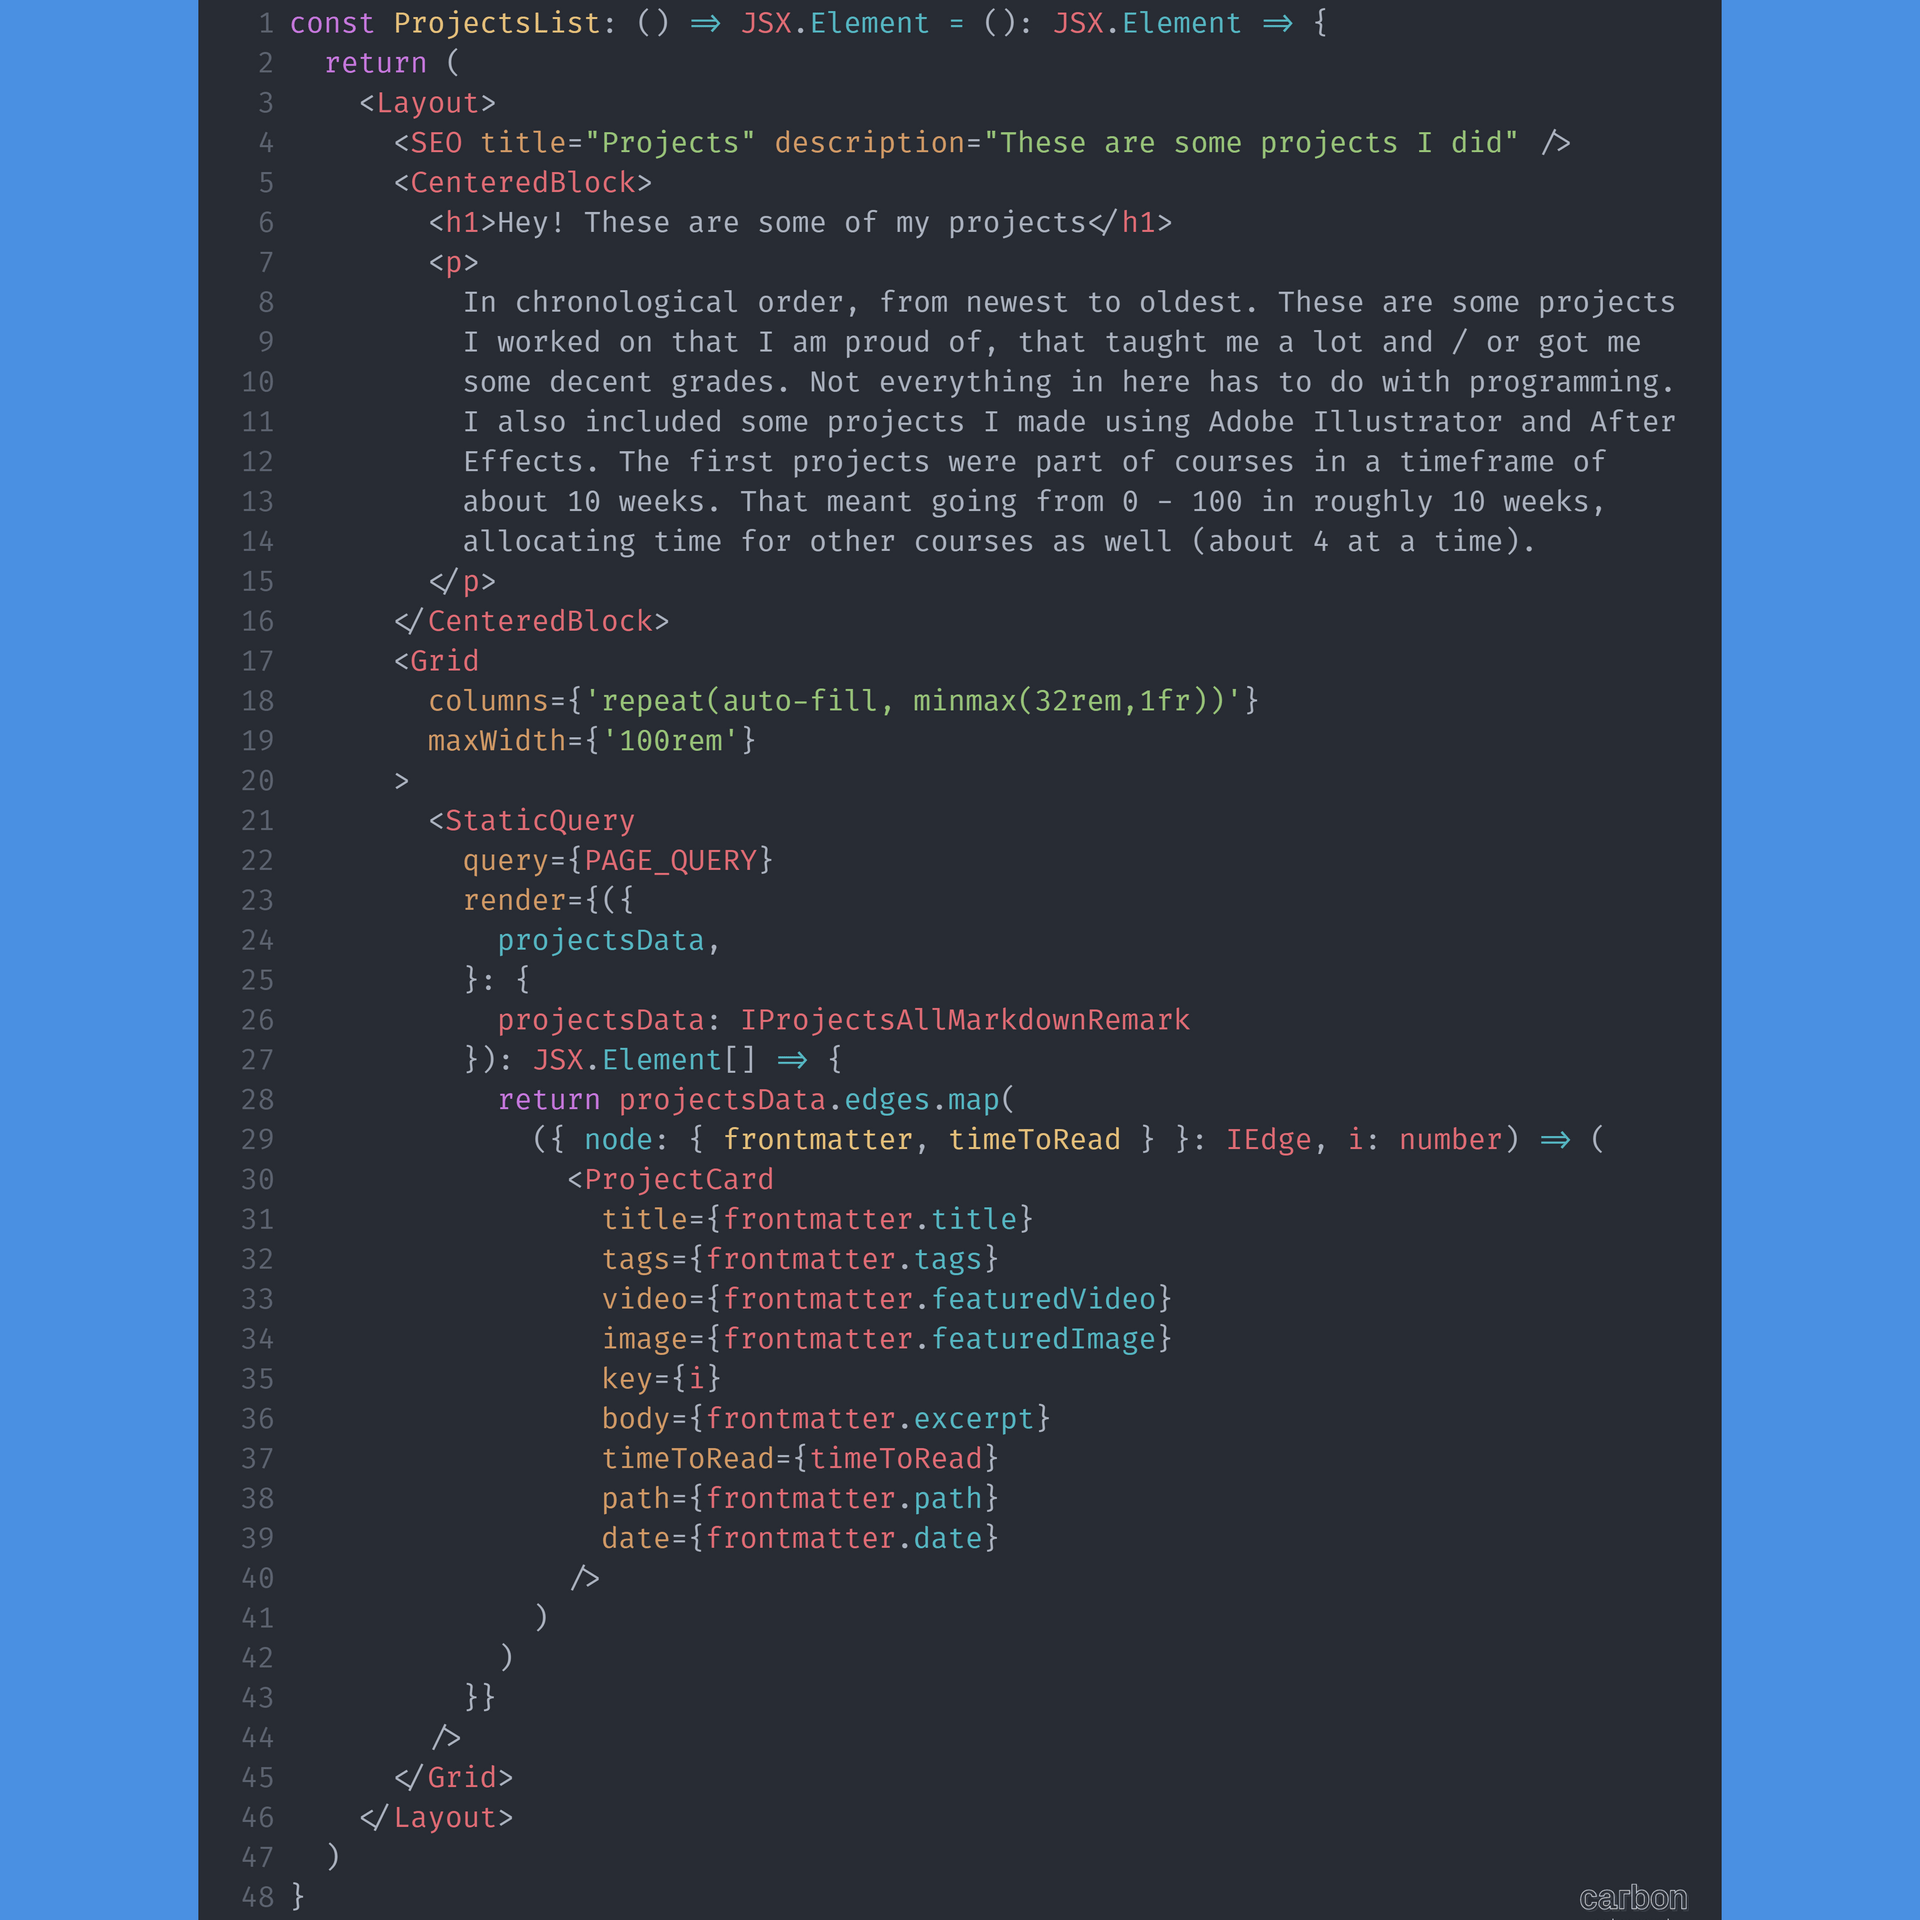 1 const ProjectsList: () => JSX.Element = (): JSX.Element => {
2   return (
3     <Layout>
4       <SEO title="Projects" description="These are some projects I did" />
5       <CenteredBlock>
6         <h1>Hey! These are some of my projects</h1>
7         <p>
8           In chronological order, from newest to oldest. These are some projects
9           I worked on that I am proud of, that taught me a lot and / or got me
10           some decent grades. Not everything in here has to do with programming.
11           I also included some projects I made using Adobe Illustrator and After
12           Effects. The first projects were part of courses in a timeframe of
13           about 10 weeks. That meant going from 0 - 100 in roughly 10 weeks,
14           allocating time for other courses as well (about 4 at a time).
15         </p>
16       </CenteredBlock>
17       <Grid
18         columns={'repeat(auto-fill, minmax(32rem,1fr))'}
19         maxWidth={'100rem'}
20       >
21         <StaticQuery
22           query={PAGE_QUERY}
23           render={({
24             projectsData,
25           }: {
26             projectsData: IProjectsAllMarkdownRemark
27           }): JSX.Element[] => {
28             return projectsData.edges.map(
29               ({ node: { frontmatter, timeToRead } }: IEdge, i: number) => (
30                 <ProjectCard
31                   title={frontmatter.title}
32                   tags={frontmatter.tags}
33                   video={frontmatter.featuredVideo}
34                   image={frontmatter.featuredImage}
35                   key={i}
36                   body={frontmatter.excerpt}
37                   timeToRead={timeToRead}
38                   path={frontmatter.path}
39                   date={frontmatter.date}
40                 />
41               )
42             )
43           }}
44         />
45       </Grid>
46     </Layout>
47   )
48 }
carbon